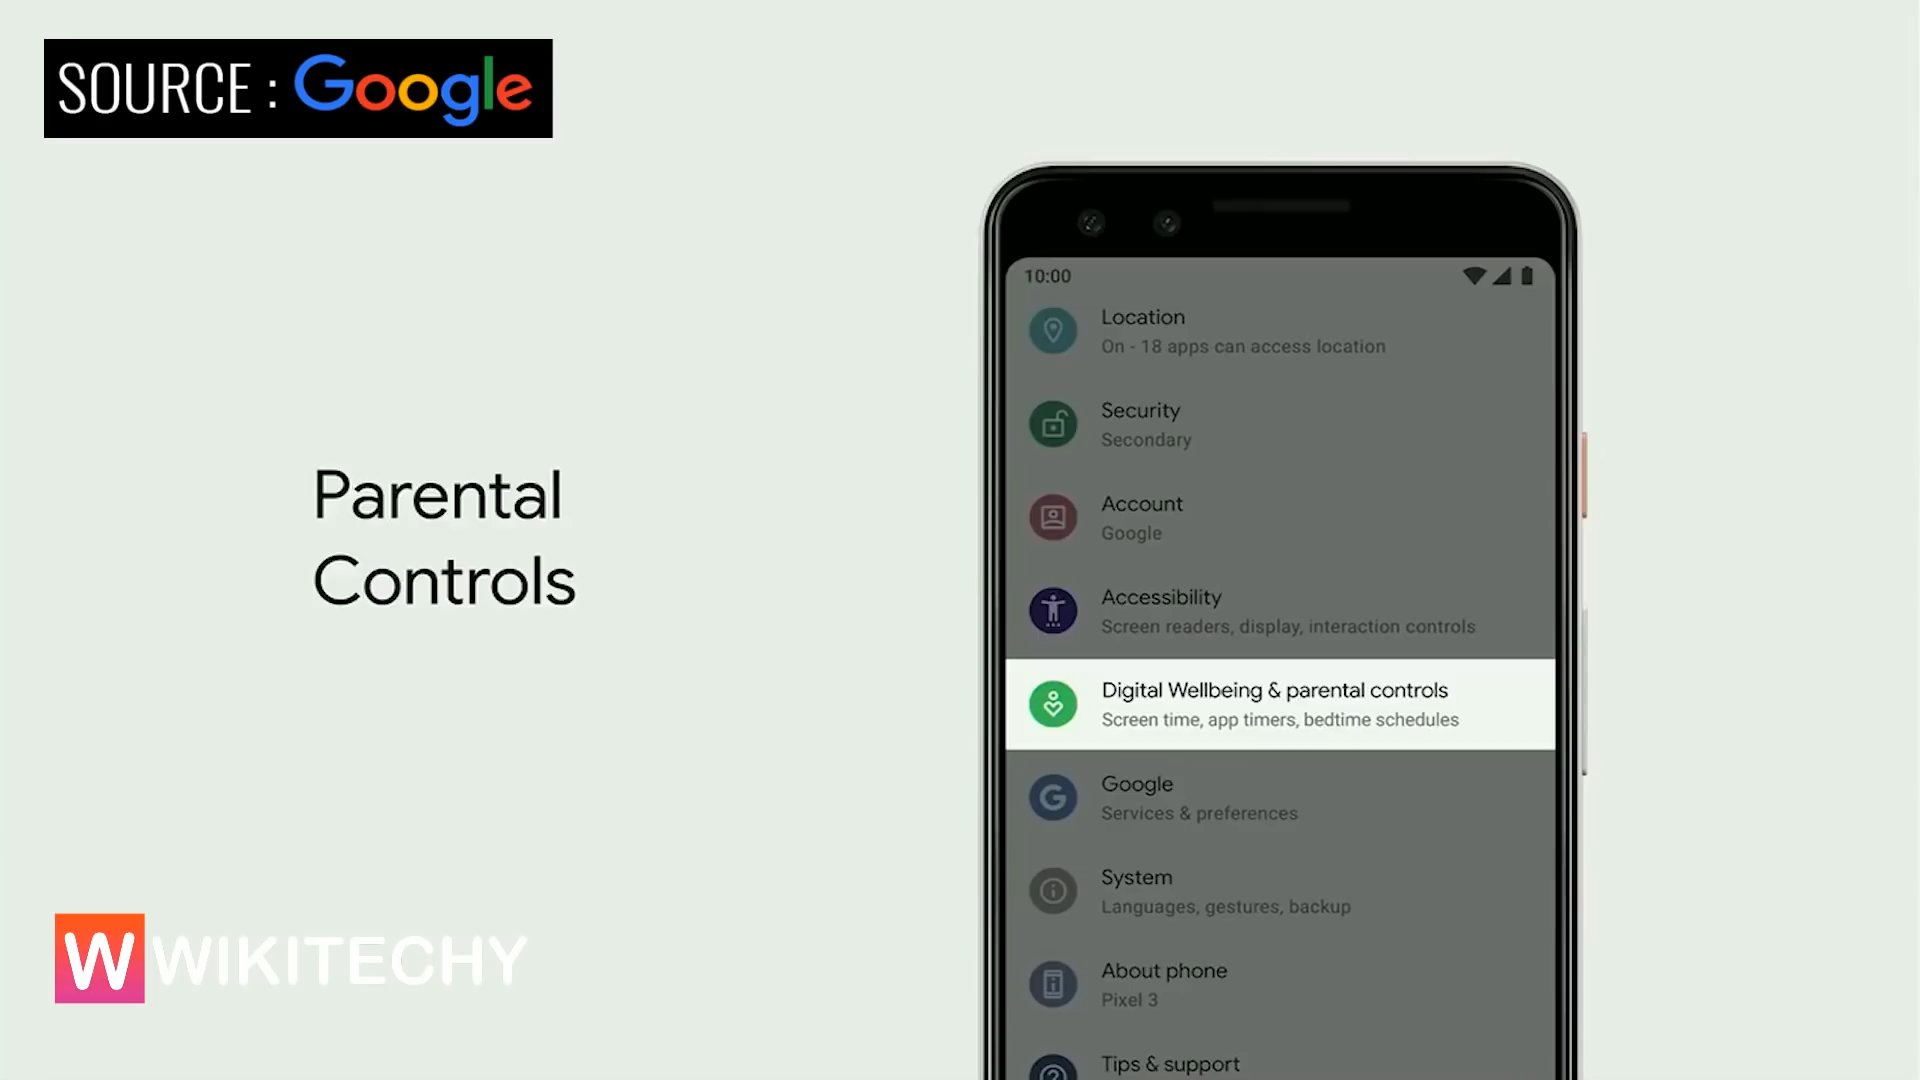 SOURCE : Google
Parental
Controls
10:00
Location
On - 18 apps can access location
Security
Secondary
Account
Google
Accessibility
Screen readers, display, interaction controls
Digital Wellbeing & parental controls
Screen time, app timers, bedtime schedules
Google
Services & preferences
System
Languages, gestures, backup
About phone
Pixel 3
Tips & support
W WIKITECHY